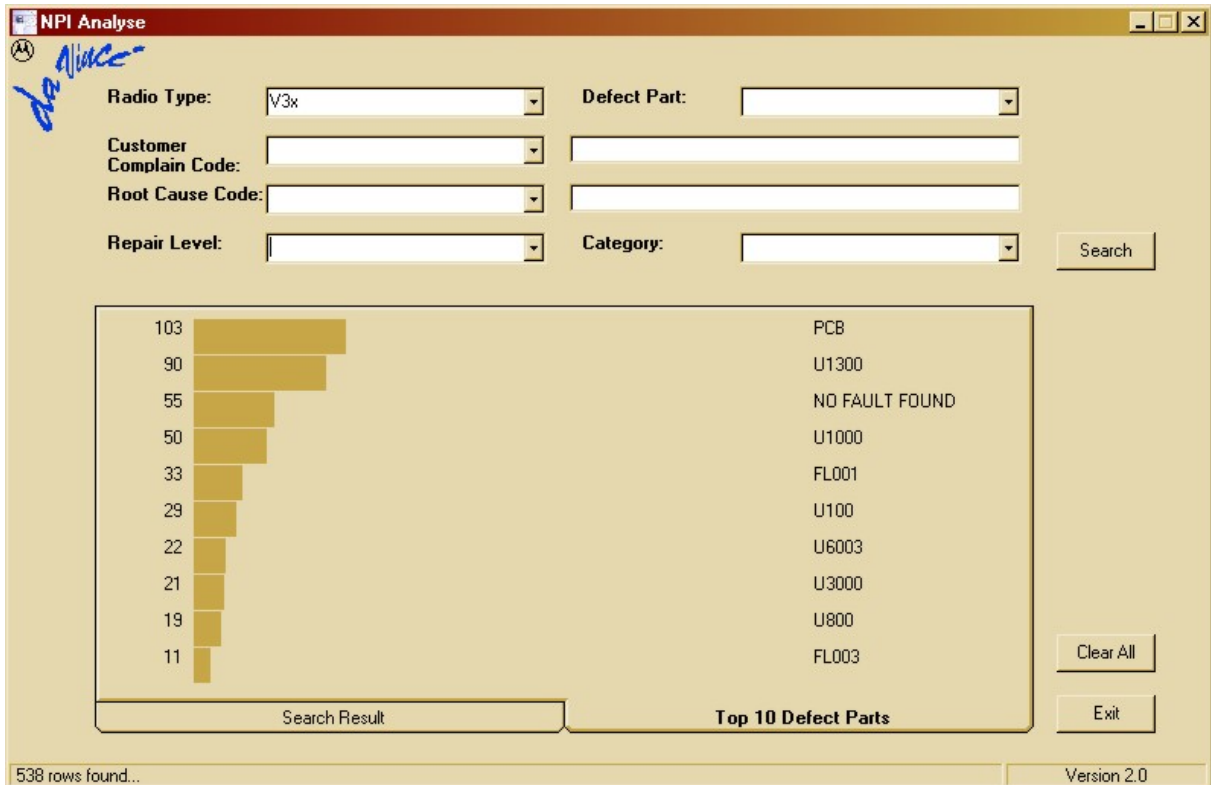 NPI Analyse
da Vinci
Radio Type: V3x Defect Part:
Customer
Complain Code:
Root Cause Code:
Repair Level: Category: Search
103 PCB
90 U1300
55 NO FAULT FOUND
50 U1000
33 FL001
29 U100
22 U6003
21 U3000
19 U800
11 FL003
Clear All
Search Result Top 10 Defect Parts Exit
538 rows found... Version 2.0